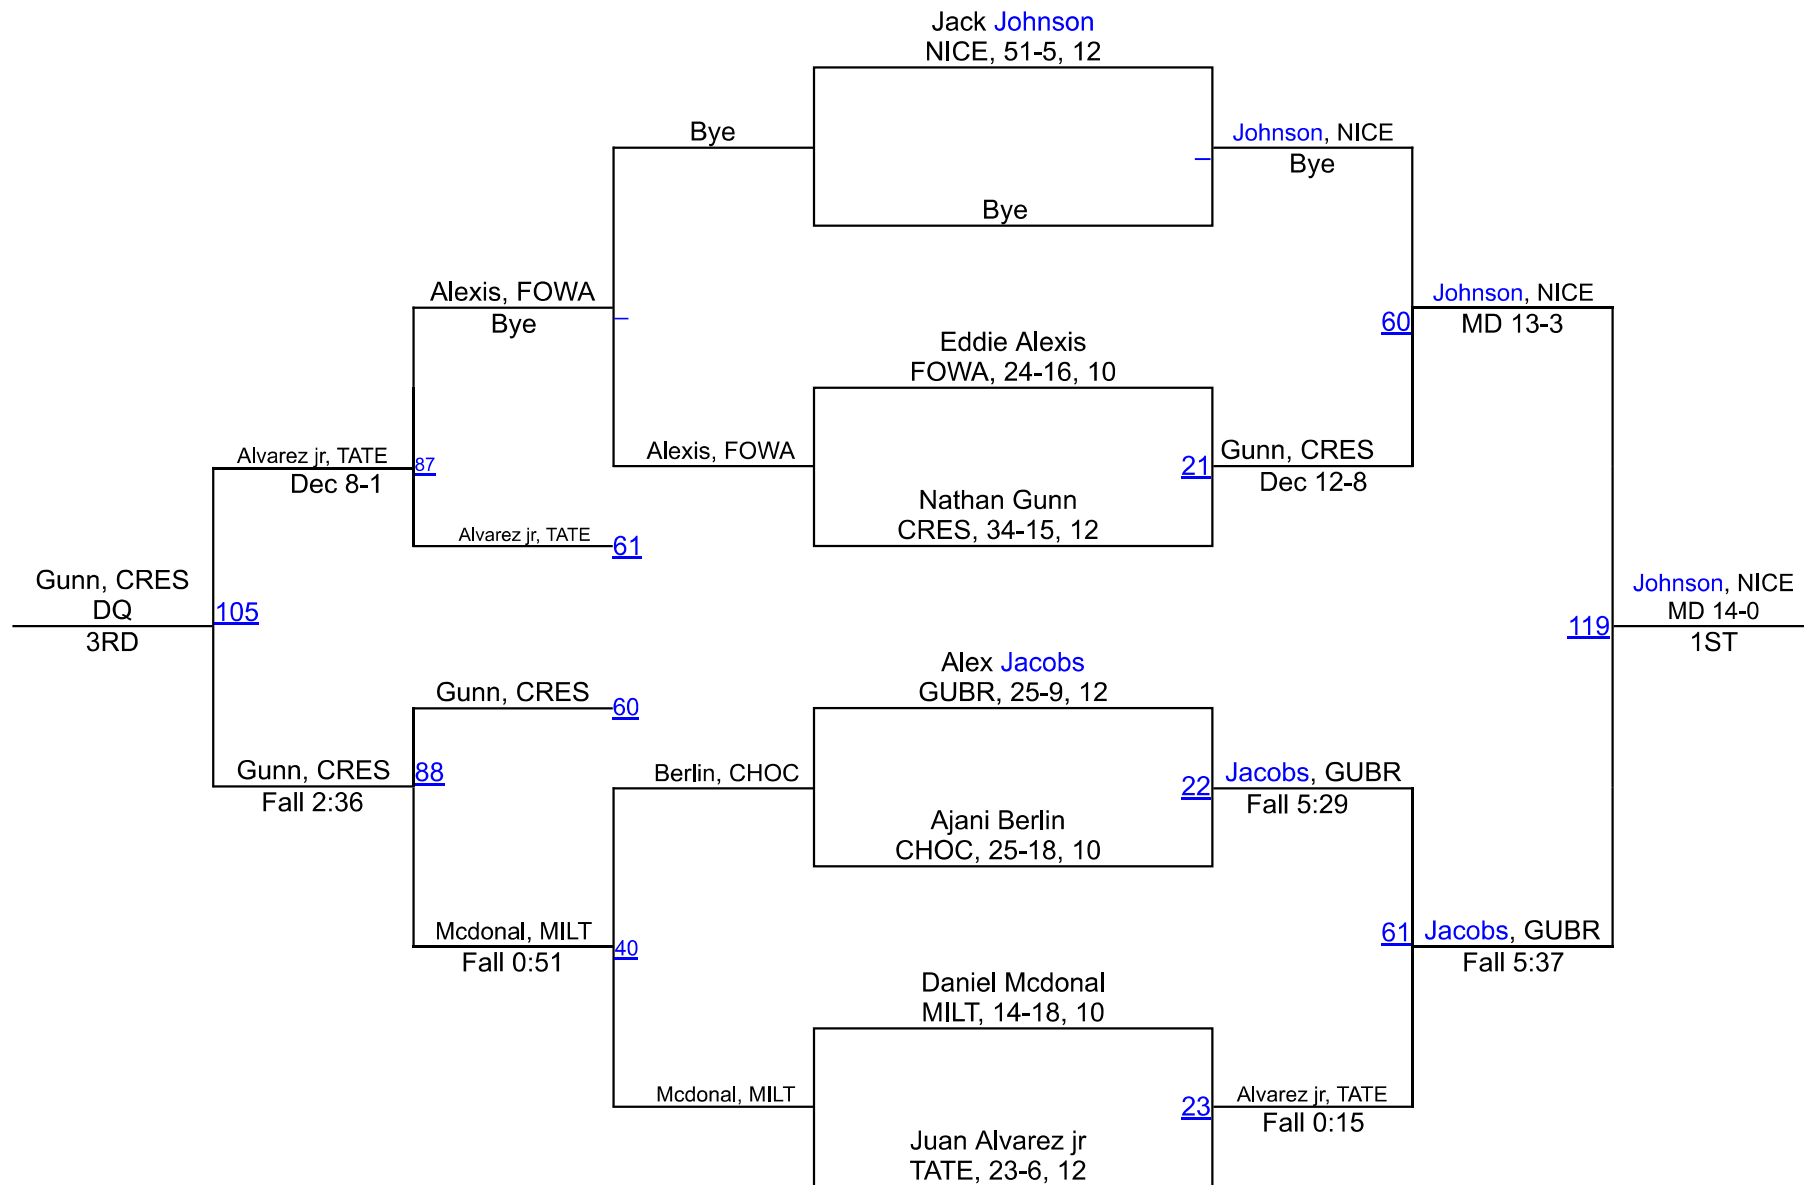 Jack Johnson
NICE, 51-5, 12
Bye
Johnson, NICE
Bye
Bye
Alexis, FOWA
Bye
Johnson, NICE
MD 13-3
60
Eddie Alexis
FOWA, 24-16, 10
Alvarez jr, TATE
Dec 8-1
87
Alexis, FOWA
21
Gunn, CRES
Dec 12-8
Nathan Gunn
CRES, 34-15, 12
Alvarez jr, TATE
61
Gunn, CRES
DQ
3RD
105
119
Johnson, NICE
MD 14-0
1ST
Alex Jacobs
GUBR, 25-9, 12
Gunn, CRES
60
Gunn, CRES
Fall 2:36
88
Berlin, CHOC
22
Jacobs, GUBR
Fall 5:29
Ajani Berlin
CHOC, 25-18, 10
Mcdonal, MILT
Fall 0:51
40
61
Jacobs, GUBR
Fall 5:37
Daniel Mcdonal
MILT, 14-18, 10
Mcdonal, MILT
23
Alvarez jr, TATE
Fall 0:15
Juan Alvarez jr
TATE, 23-6, 12